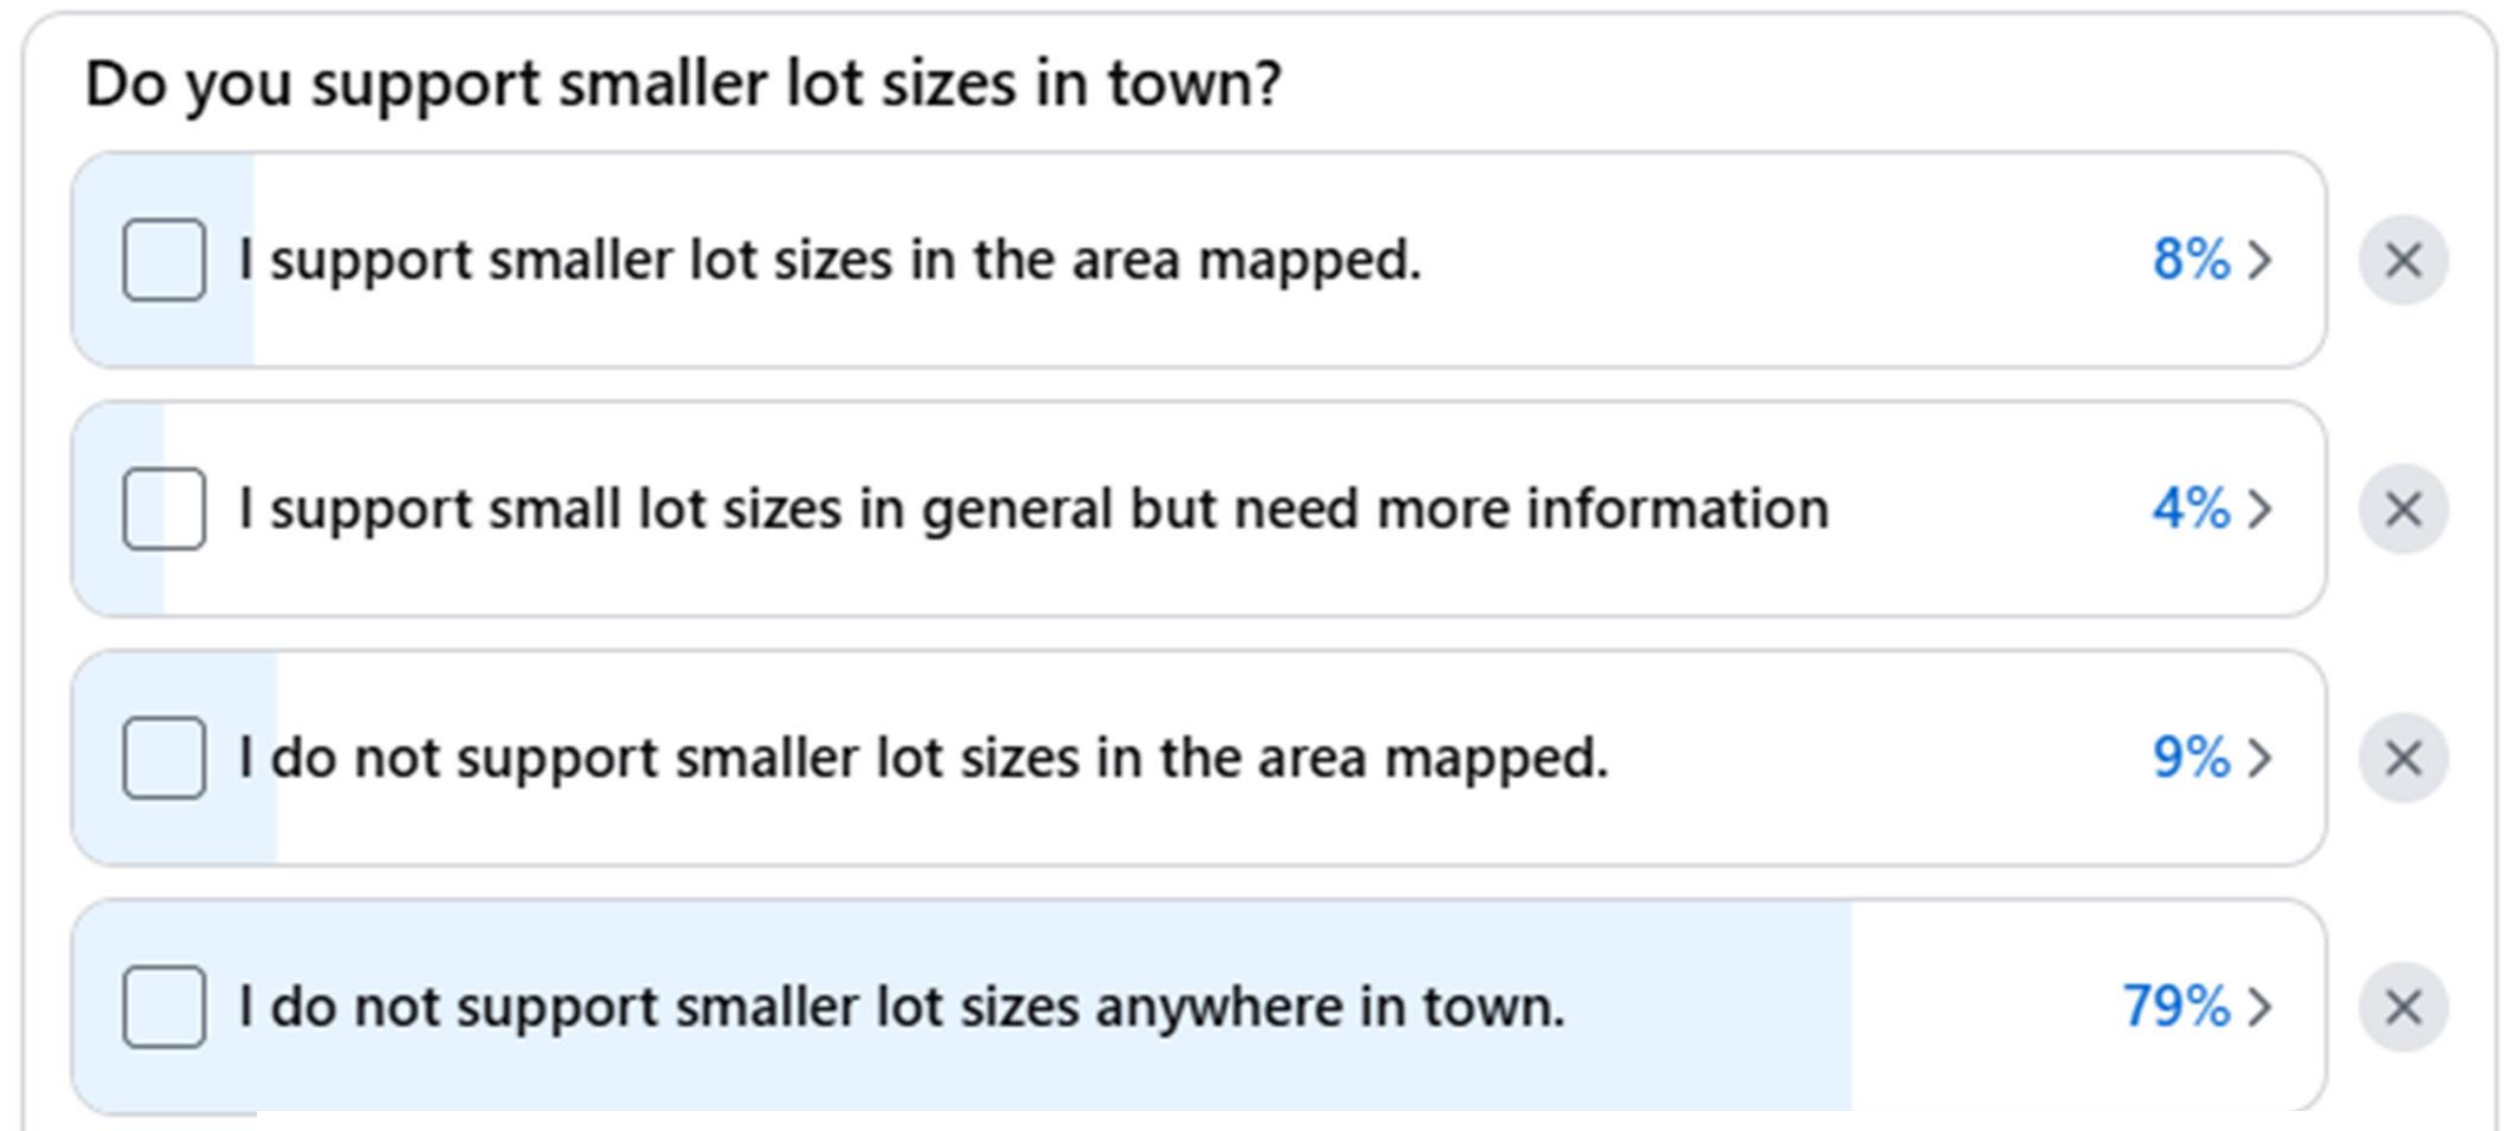 Do you support smaller lot sizes in town?
I support smaller lot sizes in the area mapped. 8%
I support small lot sizes in general but need more information 4%
I do not support smaller lot sizes in the area mapped. 9%
I do not support smaller lot sizes anywhere in town. 79%